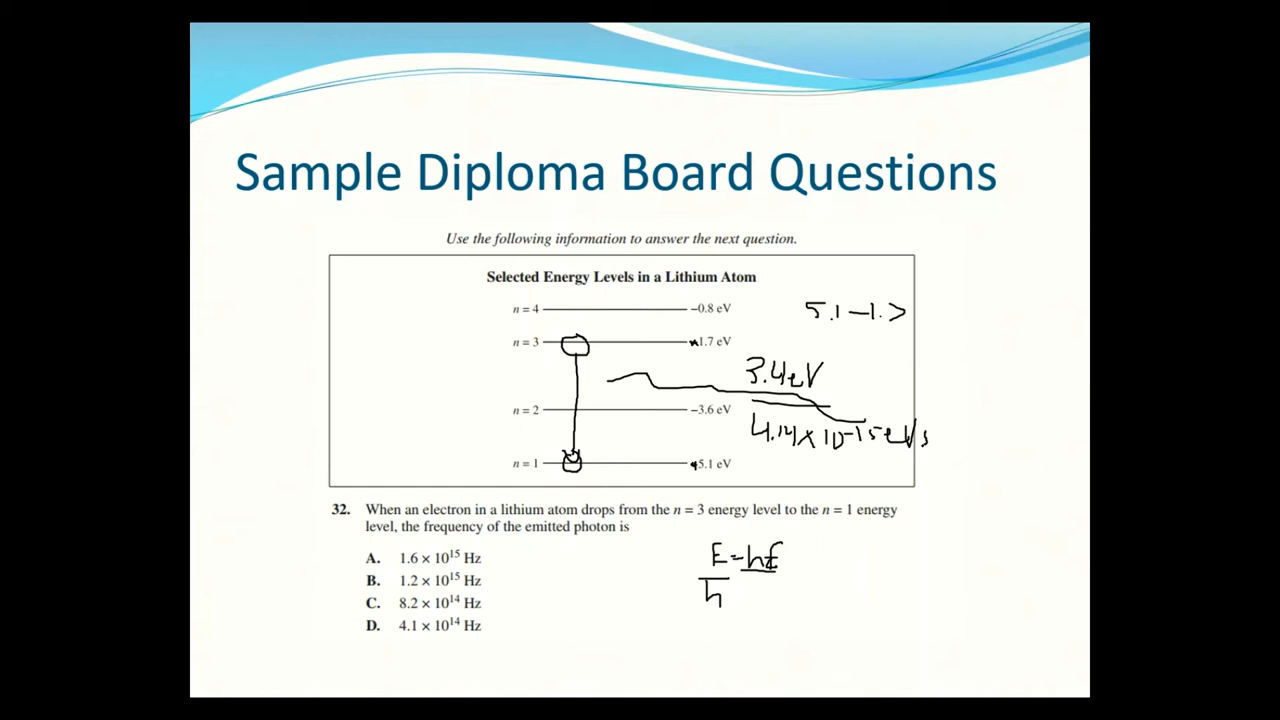 Sample Diploma Board Questions
Use the following information to answer the next question.
Selected Energy Levels in a Lithium Atom
n = 4 −0.8 eV
5.1 − 1.7
n = 3 1.7 eV
3.4 eV
n = 2 −3.6 eV
4.14 × 10^-15 eVs
n = 1 5.1 eV
32. When an electron in a lithium atom drops from the n = 3 energy level to the n = 1 energy
level, the frequency of the emitted photon is
A. 1.6 × 10¹⁵ Hz
B. 1.2 × 10¹⁵ Hz
C. 8.2 × 10¹⁴ Hz
D. 4.1 × 10¹⁴ Hz
E = hf
h